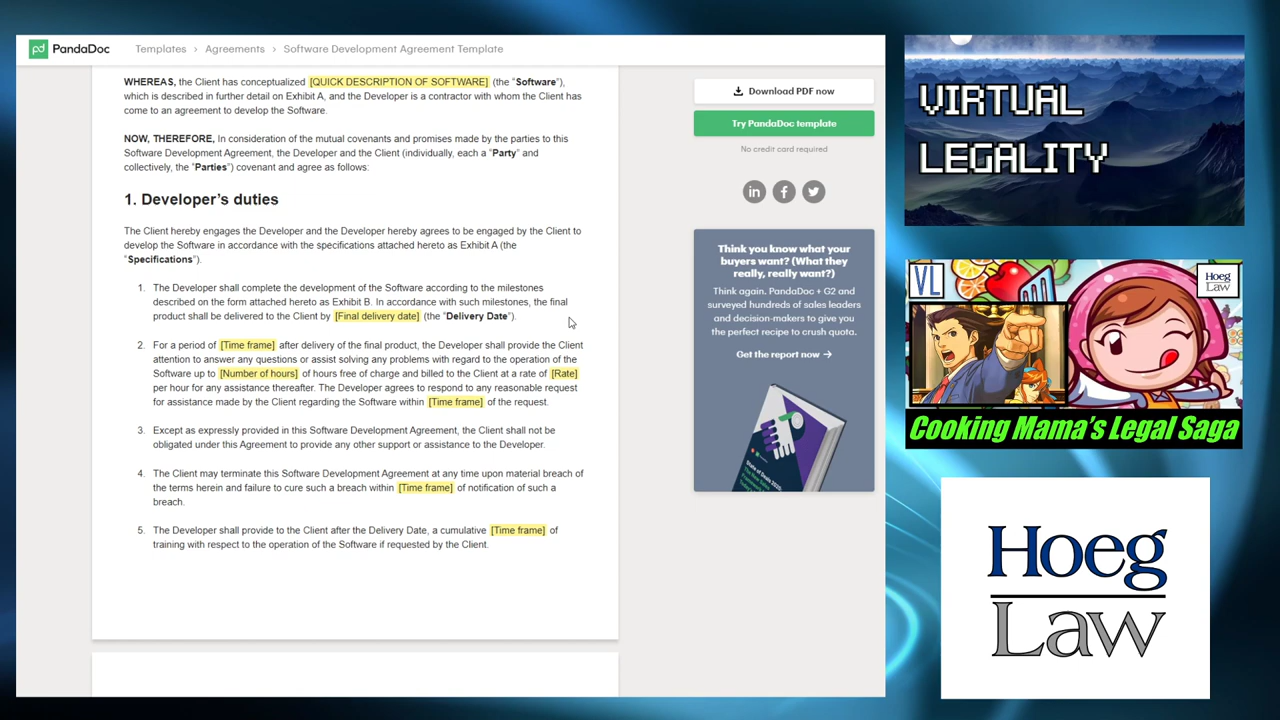 PandaDoc
Templates > Agreements > Software Development Agreement Template
WHEREAS, the Client has conceptualized [QUICK DESCRIPTION OF SOFTWARE] (the “Software”),
which is described in further detail on Exhibit A, and the Developer is a contractor with whom the Client has
come to an agreement to develop the Software.
NOW, THEREFORE, In consideration of the mutual covenants and promises made by the parties to this
Software Development Agreement, the Developer and the Client (individually, each a “Party” and
collectively, the “Parties”) covenant and agree as follows:
1. Developer’s duties
The Client hereby engages the Developer and the Developer hereby agrees to be engaged by the Client to
develop the Software in accordance with the specifications attached hereto as Exhibit A (the
“Specifications”).
1. The Developer shall complete the development of the Software according to the milestones
described on the form attached hereto as Exhibit B. In accordance with such milestones, the final
product shall be delivered to the Client by [Final delivery date] (the “Delivery Date”).
2. For a period of [Time frame] after delivery of the final product, the Developer shall provide the Client
attention to answer any questions or assist solving any problems with regard to the operation of the
Software up to [Number of hours] of hours free of charge and billed to the Client at a rate of [Rate]
per hour for any assistance thereafter. The Developer agrees to respond to any reasonable request
for assistance made by the Client regarding the Software within [Time frame] of the request.
3. Except as expressly provided in this Software Development Agreement, the Client shall not be
obligated under this Agreement to provide any other support or assistance to the Developer.
4. The Client may terminate this Software Development Agreement at any time upon material breach of
the terms herein and failure to cure such a breach within [Time frame] of notification of such a
breach.
5. The Developer shall provide to the Client after the Delivery Date, a cumulative [Time frame] of
training with respect to the operation of the Software if requested by the Client.
Download PDF now
Try PandaDoc template
No credit card required
Think you know what your
buyers want? (What they
really, really want?)
Think again. PandaDoc + G2 and
surveyed hundreds of sales leaders
and decision-makers to give you
the perfect recipe to crush quota.
Get the report now →
VIRTUAL
LEGALITY
VL
Hoeg
Law
Cooking Mama's Legal Saga
Hoeg
Law